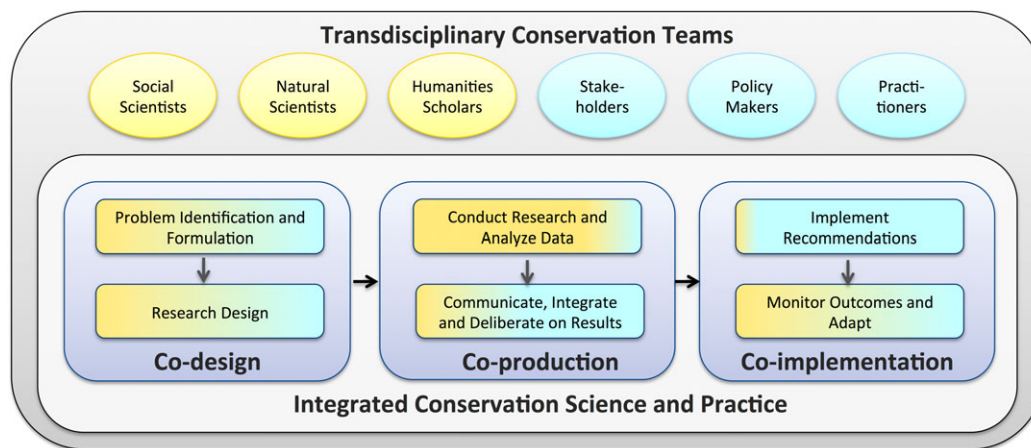 Transdisciplinary Conservation Teams
Social
Scientists
Natural
Scientists
Humanities
Scholars
Stake-
holders
Policy
Makers
Practi-
tioners
Problem Identification and
Formulation
Research Design
Co-design
Conduct Research and
Analyze Data
Communicate, Integrate
and Deliberate on Results
Co-production
Implement
Recommendations
Monitor Outcomes and
Adapt
Co-implementation
Integrated Conservation Science and Practice